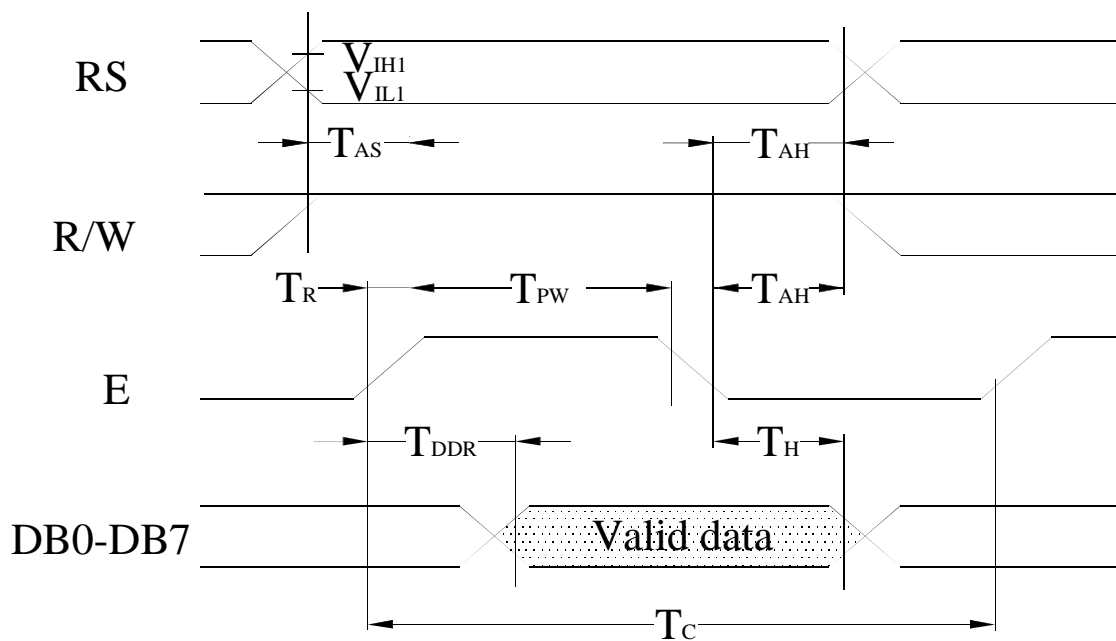 RS
VIH1
VIL1
TAS
TAH
R/W
TR
TPW
TAH
E
TDDR
TH
DB0-DB7
Valid data
TC